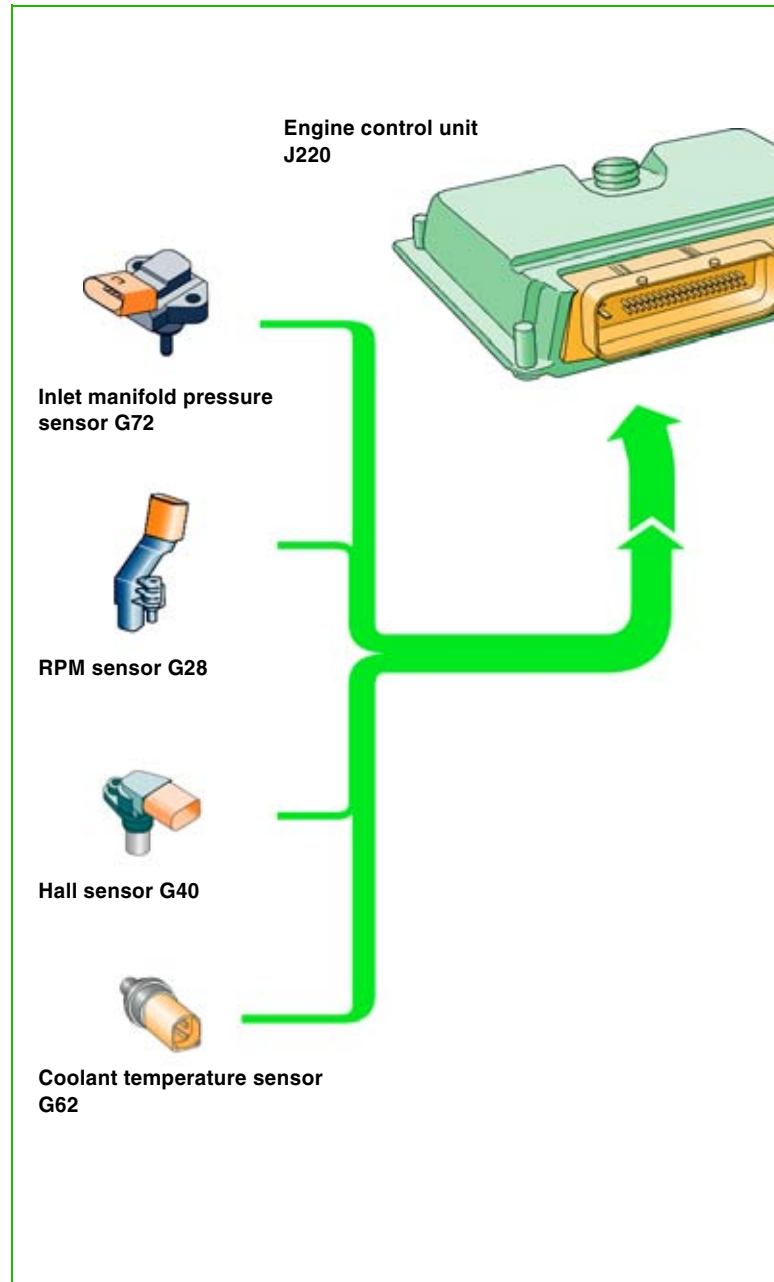 Engine control unit
J220
Inlet manifold pressure
sensor G72
RPM sensor G28
Hall sensor G40
Coolant temperature sensor
G62